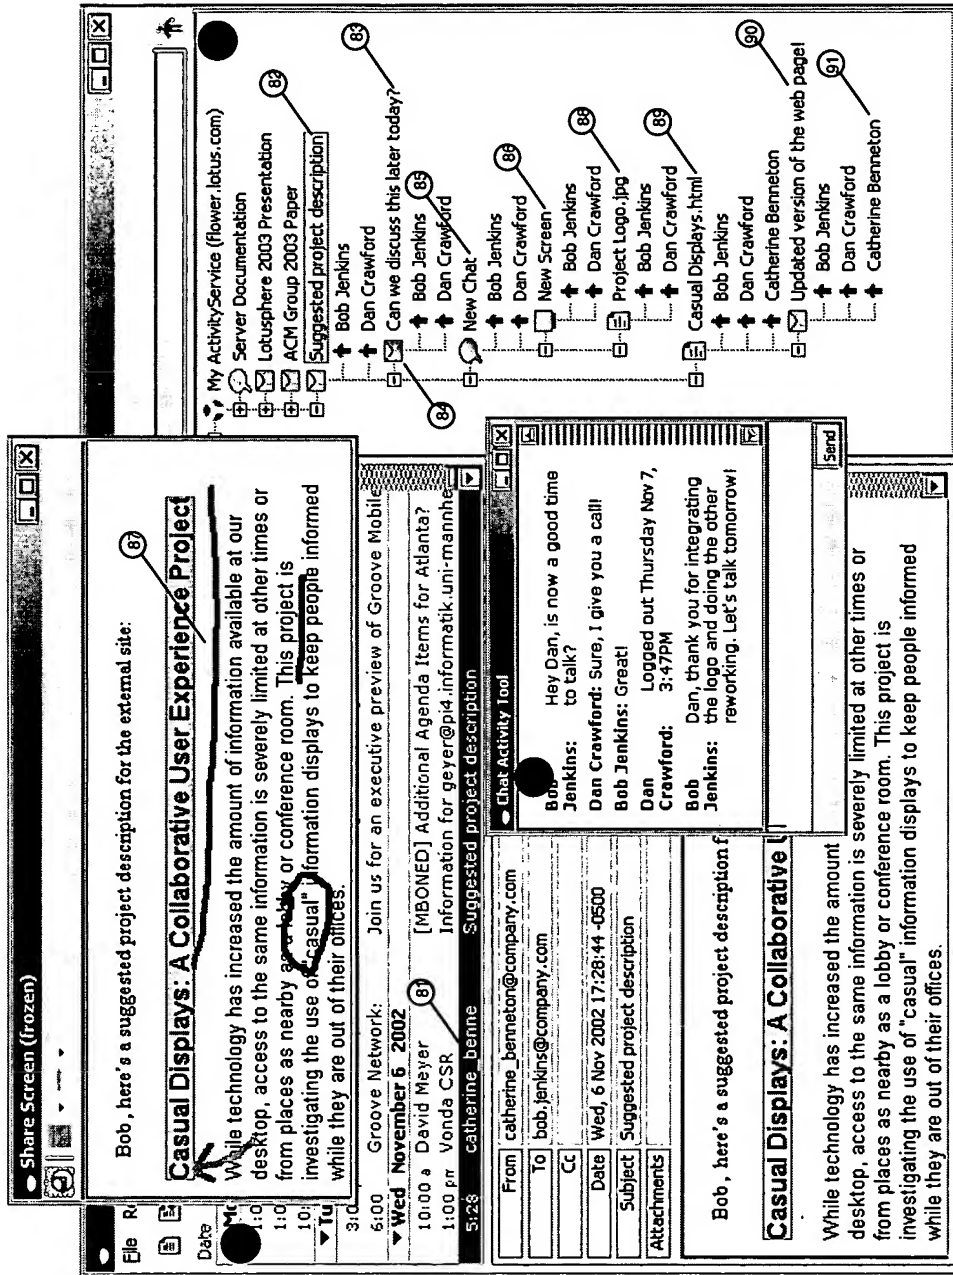 Share Screen (frozen)
Bob, here's a suggested project description for the external site:
Casual Displays: A Collaborative User Experience Project
While technology has increased the amount of information available at our
desktop, access to the same information is severely limited at other times or
from places as nearby as a lobby or conference room. This project is
investigating the use of "casual" information displays to keep people informed
while they are out of their offices.
87
File
Date
1:0
1:0
10:
Tu
3:0
6:00 Groove Network: Join us for an executive preview of Groove Mobile
Wed November 6 2002
10:00 a David Meyer [MBONED] Additional Agenda Items for Atlanta?
1:00 pm Vonda CSR Information for geyer@pi4.informatik.uni-mannhe
5:28 catherine_benne Suggested project description
81
From catherine_benneton@company.com
To bob.jenkins@company.com
Cc
Date Wed, 6 Nov 2002 17:28:44 -0500
Subject Suggested project description
Attachments
Bob, here's a suggested project description f
Casual Displays: A Collaborative U
While technology has increased the amount
desktop, access to the same information is severely limited at other times or
from places as nearby as a lobby or conference room. This project is
investigating the use of "casual" information displays to keep people informed
while they are out of their offices.
Chat Activity Tool
Bob Jenkins: Hey Dan, is now a good time
to talk?
Dan Crawford: Sure, I give you a call!
Bob Jenkins: Great!
Dan Crawford: Logged out Thursday Nov 7,
3:47PM
Bob Jenkins: Dan, thank you for integrating
the logo and doing the other
reworking. Let's talk tomorrow!
Send
My ActivityService (flower.lotus.com)
Server Documentation
Lotusphere 2003 Presentation
ACM Group 2003 Paper
Suggested project description
82
Bob Jenkins
Dan Crawford
Can we discuss this later today?
83
84
Bob Jenkins
Dan Crawford
85
New Chat
Bob Jenkins
Dan Crawford
86
New Screen
Bob Jenkins
Dan Crawford
88
Project Logo.jpg
Bob Jenkins
Dan Crawford
89
Casual Displays.html
Bob Jenkins
Dan Crawford
Catherine Benneton
90
Updated version of the web page!
Bob Jenkins
Dan Crawford
Catherine Benneton
91